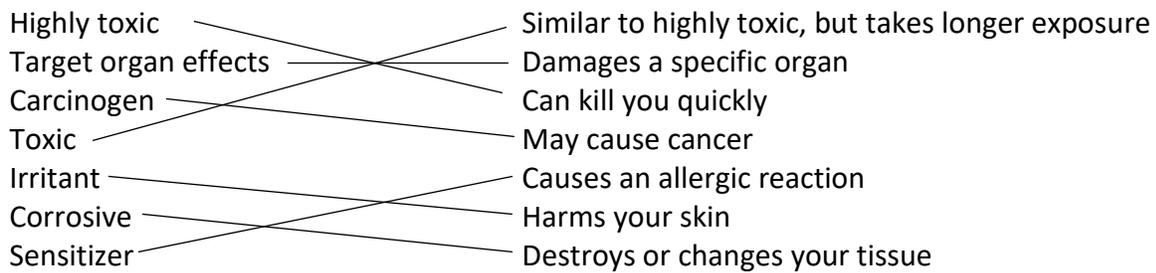 Highly toxic Similar to highly toxic, but takes longer exposure
Target organ effects Damages a specific organ
Carcinogen Can kill you quickly
Toxic May cause cancer
Irritant Causes an allergic reaction
Corrosive Harms your skin
Sensitizer Destroys or changes your tissue